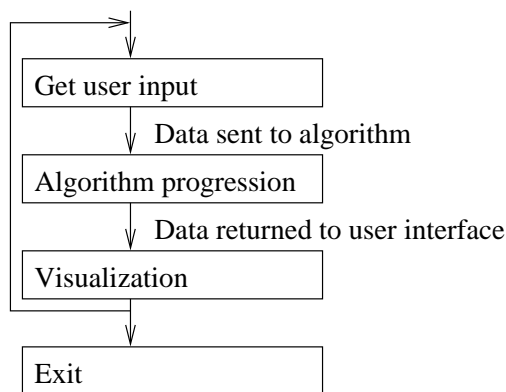 Get user input
Data sent to algorithm
Algorithm progression
Data returned to user interface
Visualization
Exit